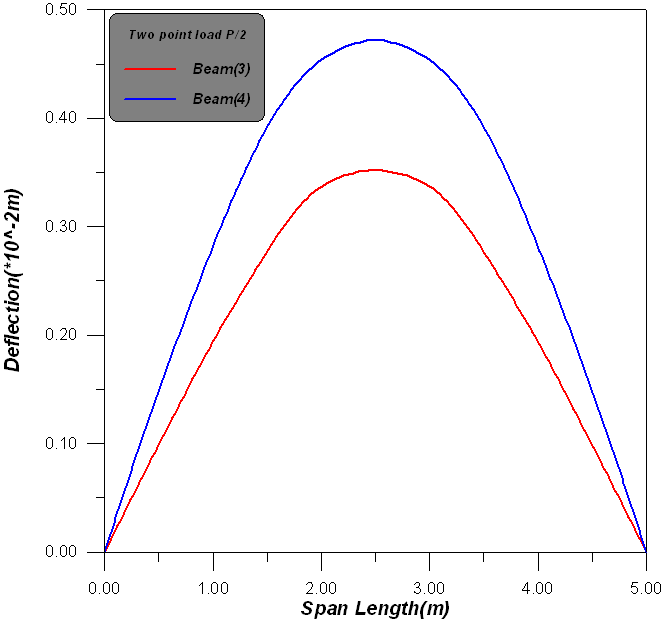 0.50
Two point load P/2
Beam(3)
Beam(4)
0.40
0.30
Deflection(*10^-2m)
0.20
0.10
0.00
0.00 1.00 2.00 3.00 4.00 5.00
Span Length(m)